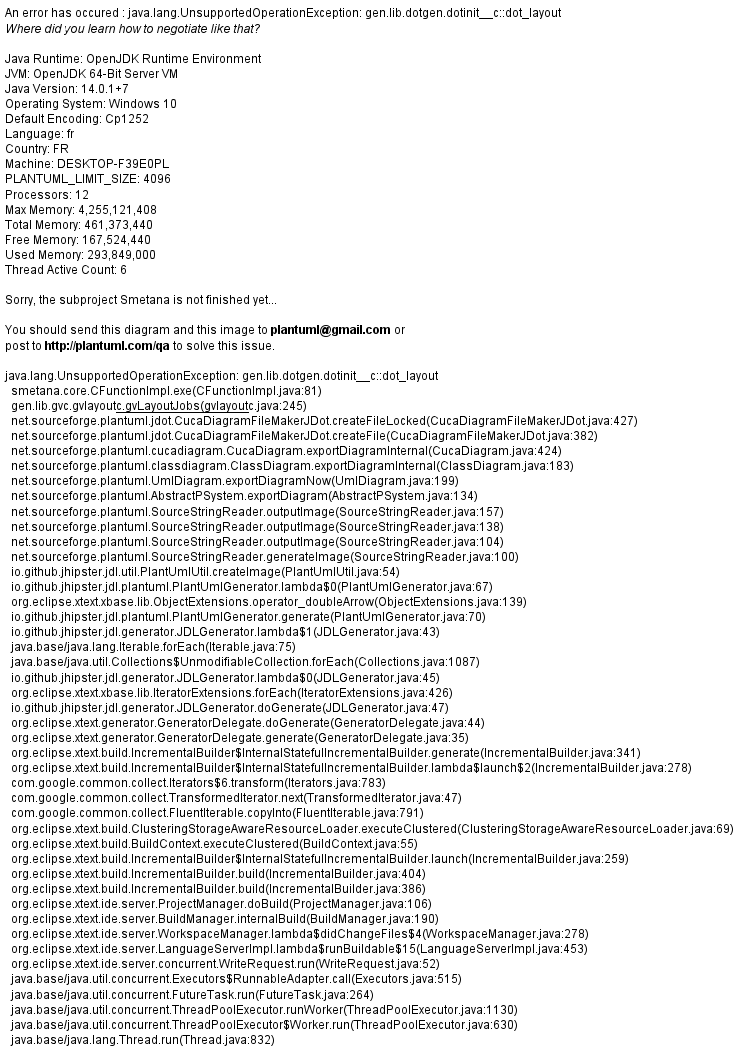 An error has occured : java.lang.UnsupportedOperationException: gen.lib.dotgen.dotinit__c::dot_layout
Where did you learn how to negotiate like that?
Java Runtime: OpenJDK Runtime Environment
JVM: OpenJDK 64-Bit Server VM
Java Version: 14.0.1+7
Operating System: Windows 10
Default Encoding: Cp1252
Language: fr
Country: FR
Machine: DESKTOP-F39E0PL
PLANTUML_LIMIT_SIZE: 4096
Processors: 12
Max Memory: 4,255,121,408
Total Memory: 461,373,440
Free Memory: 167,524,440
Used Memory: 293,849,000
Thread Active Count: 6
Sorry, the subproject Smetana is not finished yet...
You should send this diagram and this image to plantuml@gmail.com or
post to http://plantuml.com/qa to solve this issue.
java.lang.UnsupportedOperationException: gen.lib.dotgen.dotinit__c::dot_layout
smetana.core.CFunctionImpl.exe(CFunctionImpl.java:81)
gen.lib.gvc.gvlayoutc.gvLayoutJobs(gvlayoutc.java:245)
net.sourceforge.plantuml.jdot.CucaDiagramFileMakerJDot.createFileLocked(CucaDiagramFileMakerJDot.java:427)
net.sourceforge.plantuml.jdot.CucaDiagramFileMakerJDot.createFile(CucaDiagramFileMakerJDot.java:382)
net.sourceforge.plantuml.cucadiagram.CucaDiagram.exportDiagramInternal(CucaDiagram.java:424)
net.sourceforge.plantuml.classdiagram.ClassDiagram.exportDiagramInternal(ClassDiagram.java:183)
net.sourceforge.plantuml.UmlDiagram.exportDiagramNow(UmlDiagram.java:199)
net.sourceforge.plantuml.AbstractPSystem.exportDiagram(AbstractPSystem.java:134)
net.sourceforge.plantuml.SourceStringReader.outputImage(SourceStringReader.java:157)
net.sourceforge.plantuml.SourceStringReader.outputImage(SourceStringReader.java:138)
net.sourceforge.plantuml.SourceStringReader.outputImage(SourceStringReader.java:104)
net.sourceforge.plantuml.SourceStringReader.generateImage(SourceStringReader.java:100)
io.github.jhipster.jdl.util.PlantUmlUtil.createImage(PlantUmlUtil.java:54)
io.github.jhipster.jdl.plantuml.PlantUmlGenerator.lambda$0(PlantUmlGenerator.java:67)
org.eclipse.xtext.xbase.lib.ObjectExtensions.operator_doubleArrow(ObjectExtensions.java:139)
io.github.jhipster.jdl.plantuml.PlantUmlGenerator.generate(PlantUmlGenerator.java:70)
io.github.jhipster.jdl.generator.JDLGenerator.lambda$1(JDLGenerator.java:43)
java.base/java.lang.Iterable.forEach(Iterable.java:75)
java.base/java.util.Collections$UnmodifiableCollection.forEach(Collections.java:1087)
io.github.jhipster.jdl.generator.JDLGenerator.lambda$0(JDLGenerator.java:45)
org.eclipse.xtext.xbase.lib.IteratorExtensions.forEach(IteratorExtensions.java:426)
io.github.jhipster.jdl.generator.JDLGenerator.doGenerate(JDLGenerator.java:47)
org.eclipse.xtext.generator.GeneratorDelegate.doGenerate(GeneratorDelegate.java:44)
org.eclipse.xtext.generator.GeneratorDelegate.generate(GeneratorDelegate.java:35)
org.eclipse.xtext.build.IncrementalBuilder$InternalStatefulIncrementalBuilder.generate(IncrementalBuilder.java:341)
org.eclipse.xtext.build.IncrementalBuilder$InternalStatefulIncrementalBuilder.lambda$launch$2(IncrementalBuilder.java:278)
com.google.common.collect.Iterators$6.transform(Iterators.java:783)
com.google.common.collect.TransformedIterator.next(TransformedIterator.java:47)
com.google.common.collect.FluentIterable.copyInto(FluentIterable.java:791)
org.eclipse.xtext.build.ClusteringStorageAwareResourceLoader.executeClustered(ClusteringStorageAwareResourceLoader.java:69)
org.eclipse.xtext.build.BuildContext.executeClustered(BuildContext.java:55)
org.eclipse.xtext.build.IncrementalBuilder$InternalStatefulIncrementalBuilder.launch(IncrementalBuilder.java:259)
org.eclipse.xtext.build.IncrementalBuilder.build(IncrementalBuilder.java:404)
org.eclipse.xtext.build.IncrementalBuilder.build(IncrementalBuilder.java:386)
org.eclipse.xtext.ide.server.ProjectManager.doBuild(ProjectManager.java:106)
org.eclipse.xtext.ide.server.BuildManager.internalBuild(BuildManager.java:190)
org.eclipse.xtext.ide.server.WorkspaceManager.lambda$didChangeFiles$4(WorkspaceManager.java:278)
org.eclipse.xtext.ide.server.LanguageServerImpl.lambda$runBuildable$15(LanguageServerImpl.java:453)
org.eclipse.xtext.ide.server.concurrent.WriteRequest.run(WriteRequest.java:52)
java.base/java.util.concurrent.Executors$RunnableAdapter.call(Executors.java:515)
java.base/java.util.concurrent.FutureTask.run(FutureTask.java:264)
java.base/java.util.concurrent.ThreadPoolExecutor.runWorker(ThreadPoolExecutor.java:1130)
java.base/java.util.concurrent.ThreadPoolExecutor$Worker.run(ThreadPoolExecutor.java:630)
java.base/java.lang.Thread.run(Thread.java:832)